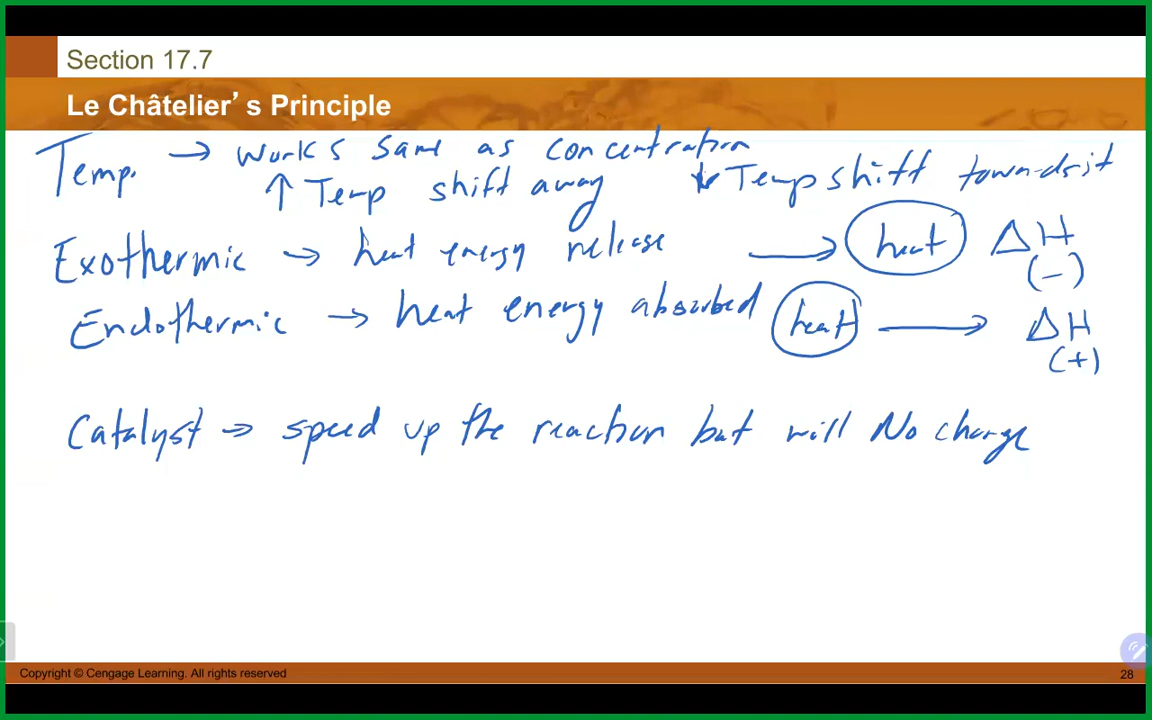 Section 17.7
Le Châtelier's Principle
Temp. → Works same as concentration
↑ Temp shift away ↓ Temp shift toward it
Exothermic → heat energy release → heat ΔH (-)
Endothermic → heat energy absorbed heat → ΔH (+)
Catalyst → speed up the reaction but will No change
Copyright © Cengage Learning. All rights reserved
28